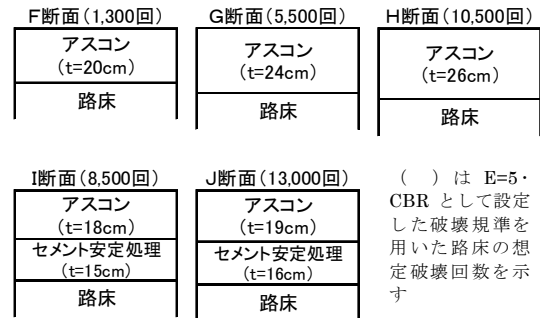 F断面(1,300回)
アスコン
(t=20cm)
路床
G断面(5,500回)
アスコン
(t=24cm)
路床
H断面(10,500回)
アスコン
(t=26cm)
路床
I断面(8,500回)
アスコン
(t=18cm)
セメント安定処理
(t=15cm)
路床
J断面(13,000回)
アスコン
(t=19cm)
セメント安定処理
(t=16cm)
路床
(　)は E=5・
CBR として設定
した破壊規準を
用いた路床の想
定破壊回数を示
す